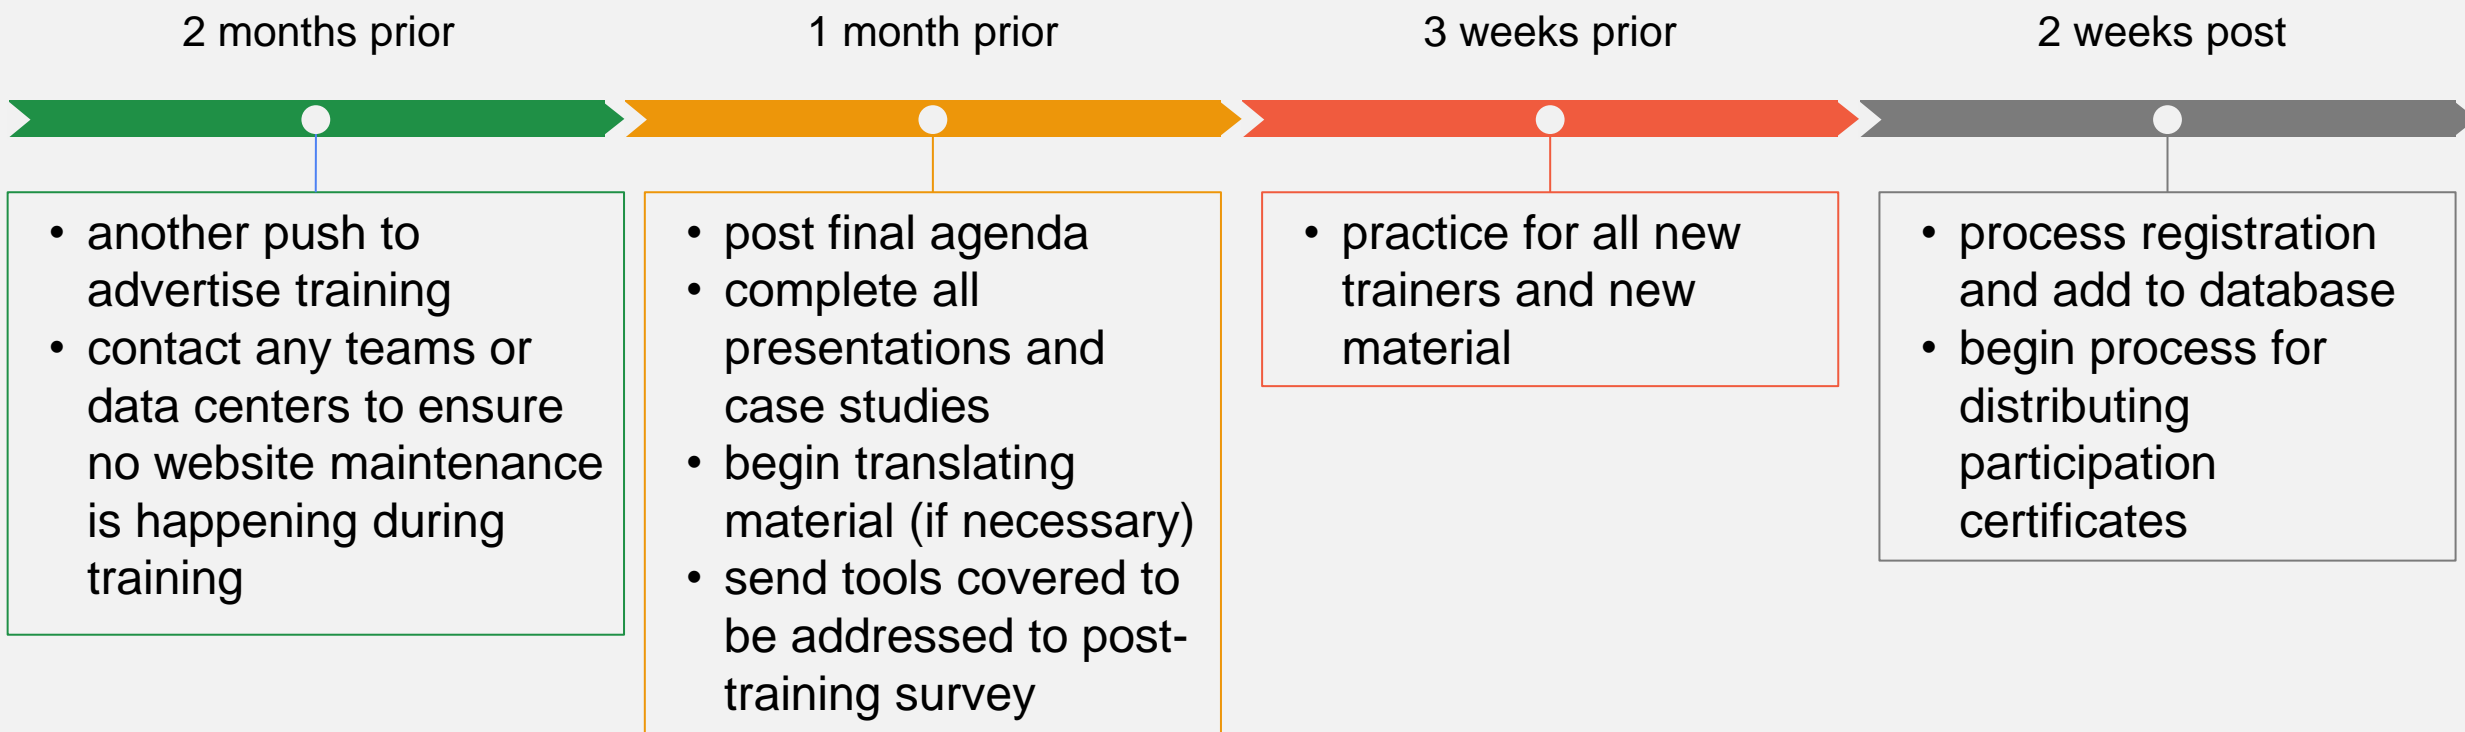 2 months prior
1 month prior
3 weeks prior
2 weeks post
• another push to
advertise training
• contact any teams or
data centers to ensure
no website maintenance
is happening during
training
• post final agenda
• complete all
presentations and
case studies
• begin translating
material (if necessary)
• send tools covered to
be addressed to post-
training survey
• practice for all new
trainers and new
material
• process registration
and add to database
• begin process for
distributing
participation
certificates